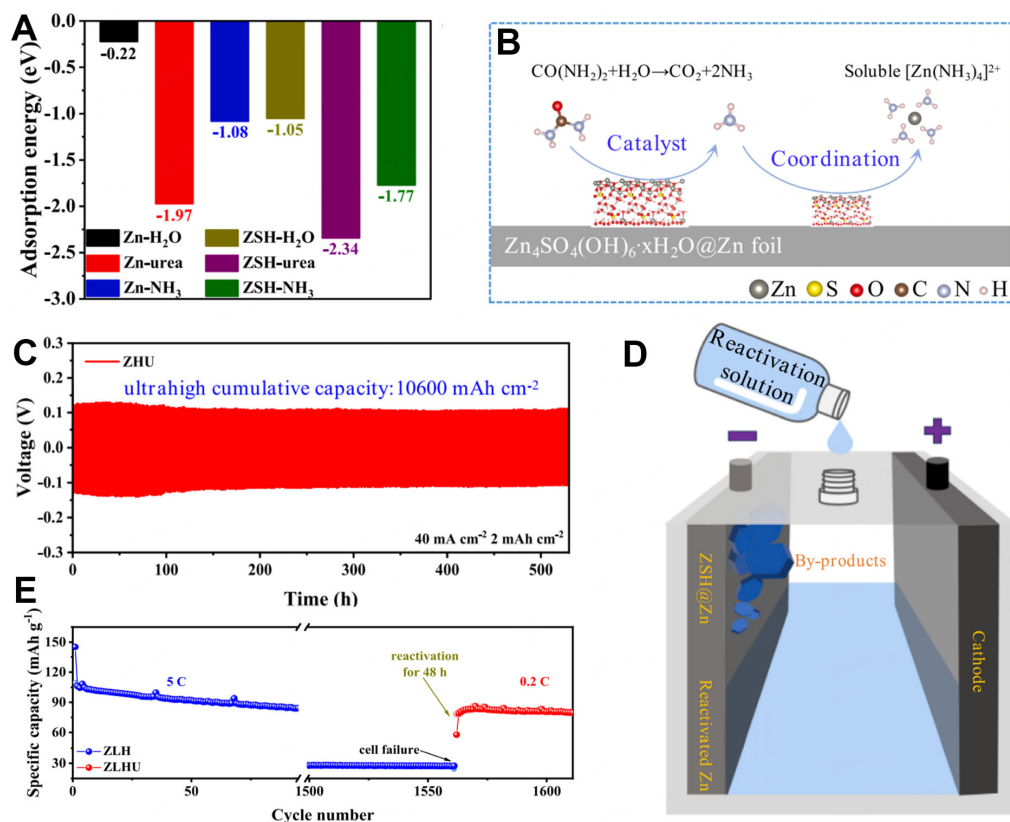 A
Adsorption energy (eV)
0.0
-0.5
-1.0
-1.5
-2.0
-2.5
-3.0
-0.22
-1.97
-1.08
-1.05
-2.34
-1.77
Zn-H₂O
Zn-urea
Zn-NH₃
ZSH-H₂O
ZSH-urea
ZSH-NH₃
B
CO(NH₂)₂+H₂O→CO₂+2NH₃
Soluble [Zn(NH₃)₄]²⁺
Catalyst
Coordination
Zn₄SO₄(OH)₆·xH₂O@Zn foil
Zn S O C N H
C
Voltage (V)
0.3
0.2
0.1
0.0
-0.1
-0.2
-0.3
ZHU
ultrahigh cumulative capacity:10600 mAh cm⁻²
40 mA cm⁻² 2 mAh cm⁻²
0 100 200 300 400 500
Time (h)
D
Reactivation
solution
By-products
ZSH@Zn
Reactivated Zn
Cathode
E
Specific capacity (mAh g⁻¹)
150
120
90
60
30
5 C
reactivation
for 48 h
0.2 C
cell failure
ZLH
ZLHU
0 50 1500 1550 1600
Cycle number